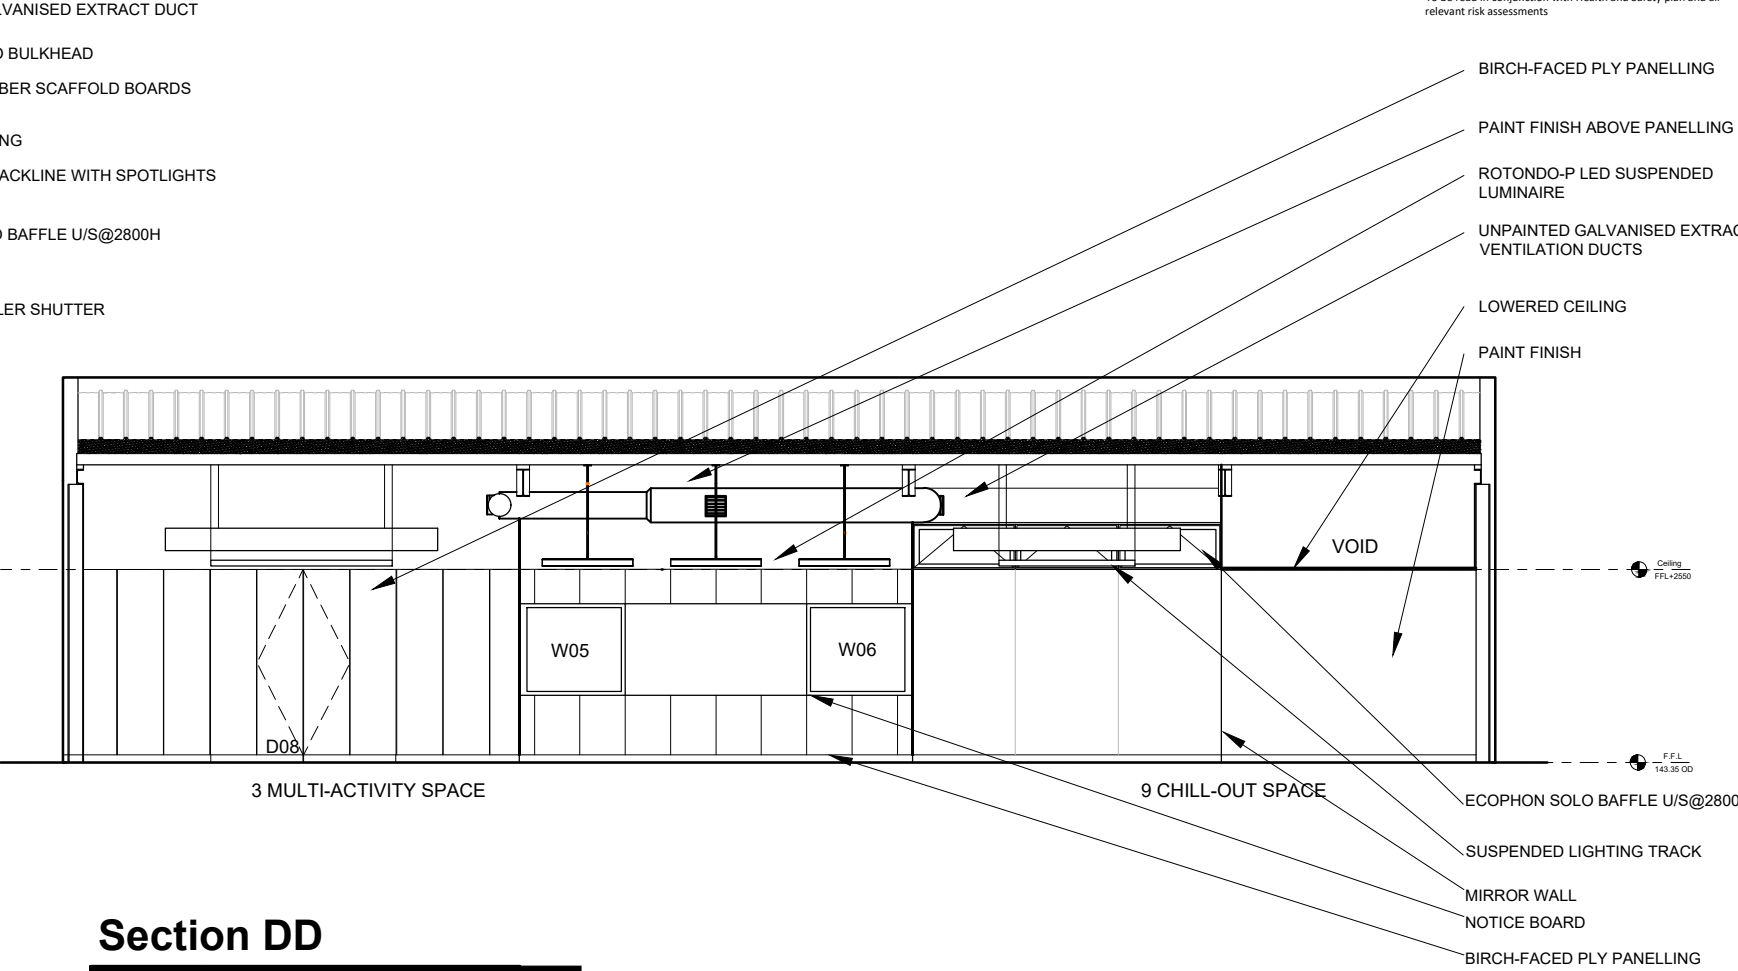 LVANISED EXTRACT DUCT
BULKHEAD
BER SCAFFOLD BOARDS
NG
ACKLINE WITH SPOTLIGHTS
BAFFLE U/S@2800H
LER SHUTTER
relevant risk assessments
BIRCH-FACED PLY PANELLING
PAINT FINISH ABOVE PANELLING
ROTONDO-P LED SUSPENDED
LUMINAIRE
UNPAINTED GALVANISED EXTRAC
VENTILATION DUCTS
LOWERED CEILING
PAINT FINISH
VOID
Ceiling
FFL+2550
W05
W06
D08
F.F.L
143.35 OD
3 MULTI-ACTIVITY SPACE
9 CHILL-OUT SPACE
ECOPHON SOLO BAFFLE U/S@2800
SUSPENDED LIGHTING TRACK
MIRROR WALL
NOTICE BOARD
BIRCH-FACED PLY PANELLING
Section DD